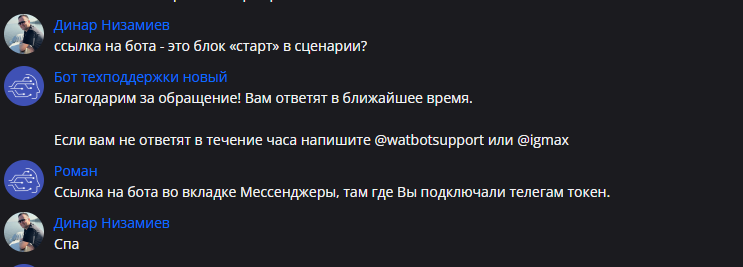 Динар Низамиев
ссылка на бота - это блок «старт» в сценарии?
Бот техподдержки новый
Благодарим за обращение! Вам ответят в ближайшее время.
Если вам не ответят в течение часа напишите @watbotsupport или @igmax
Роман
Ссылка на бота во вкладке Мессенджеры, там где Вы подключали телегам токен.
Динар Низамиев
Спа